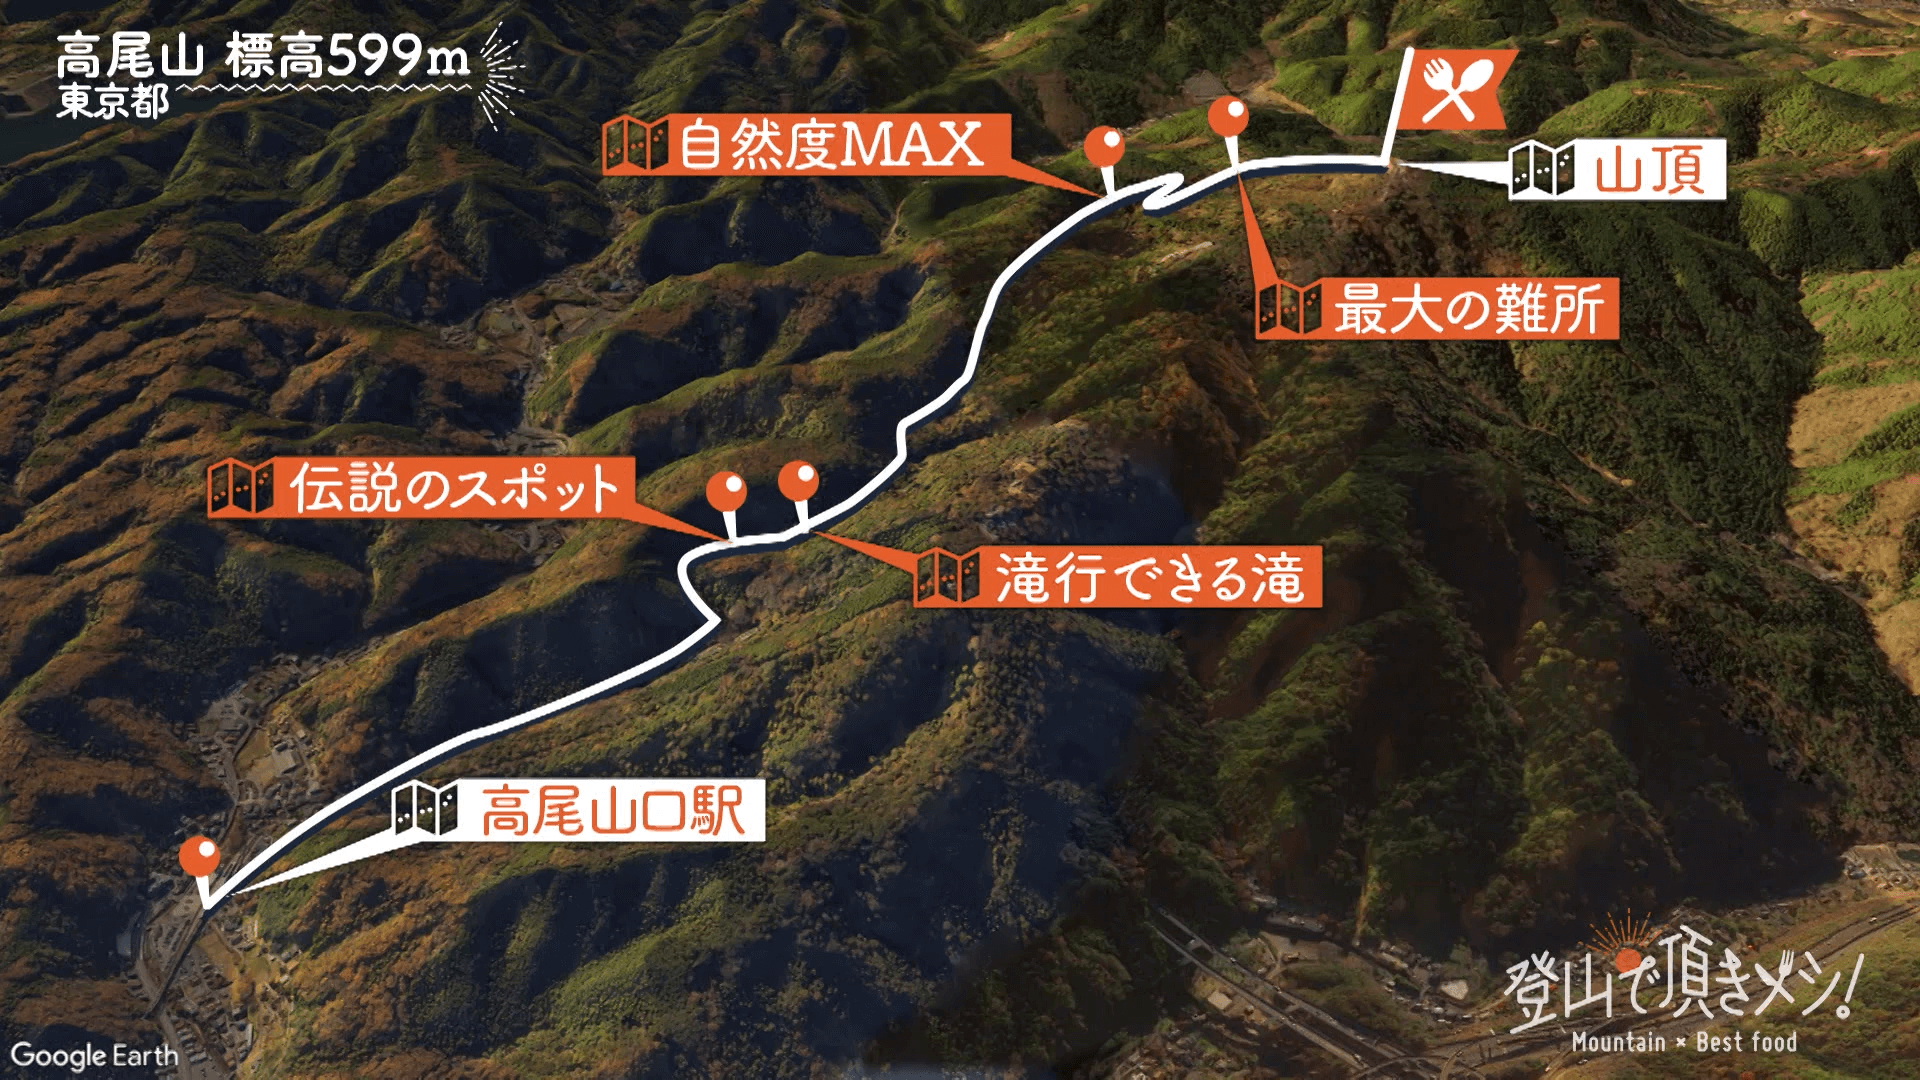 高尾山 標高599m
東京都
自然度MAX
山頂
最大の難所
伝説のスポット
滝行できる滝
高尾山口駅
登山で頂きメシ!
Mountain × Best food
Google Earth